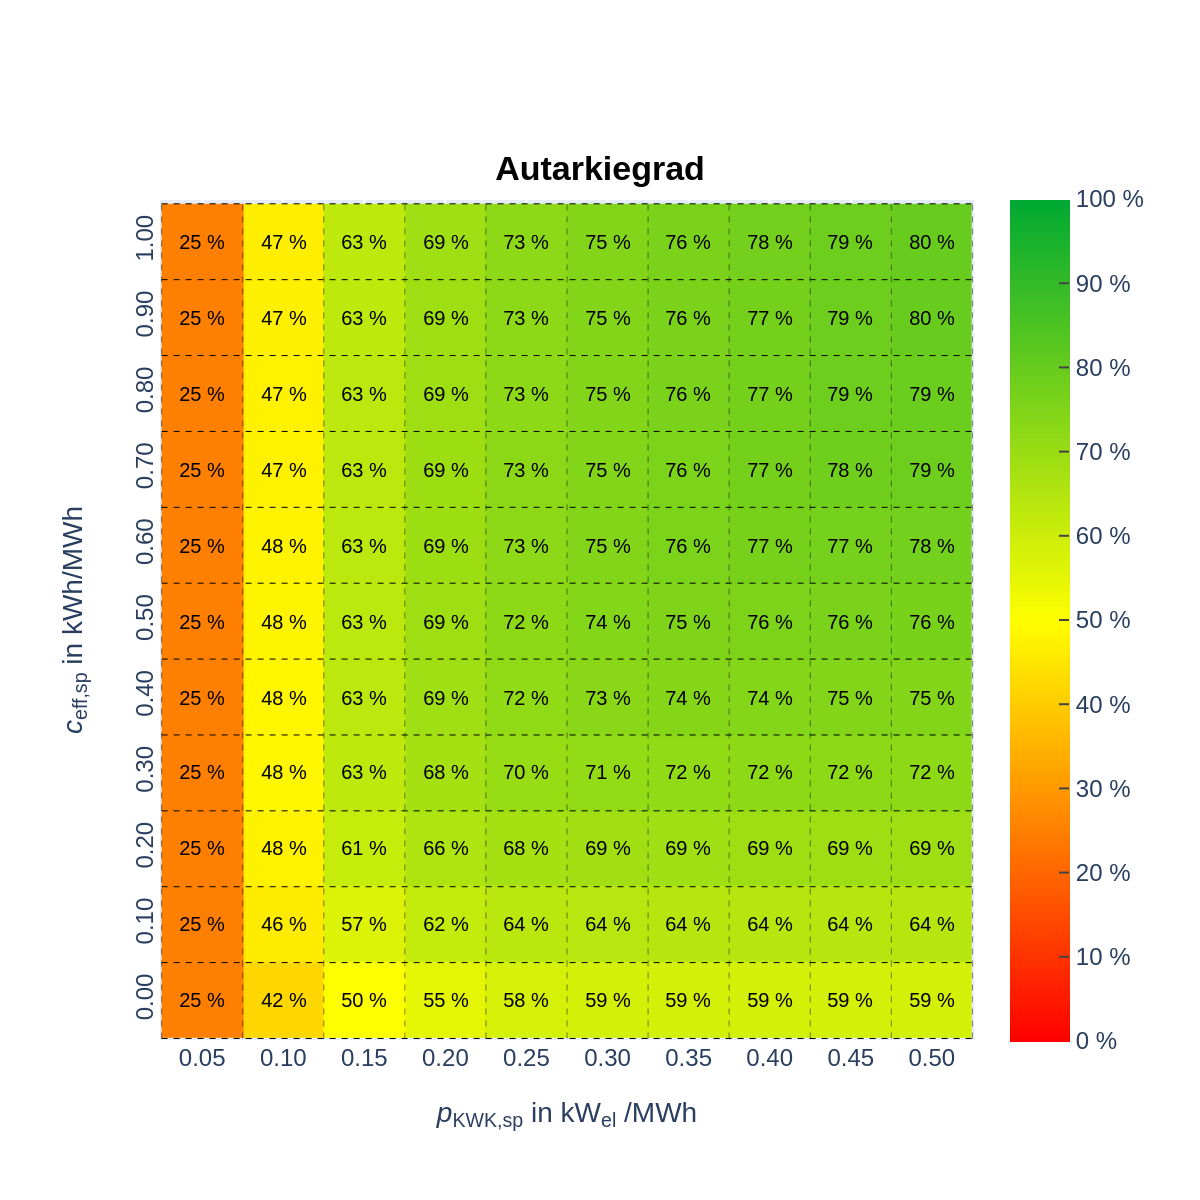 Autarkiegrad
1.00 25 % 47 % 63 % 69 % 73 % 75 % 76 % 78 % 79 % 80 %
0.90 25 % 47 % 63 % 69 % 73 % 75 % 76 % 77 % 79 % 80 %
0.80 25 % 47 % 63 % 69 % 73 % 75 % 76 % 77 % 79 % 79 %
0.70 25 % 47 % 63 % 69 % 73 % 75 % 76 % 77 % 78 % 79 %
0.60 25 % 48 % 63 % 69 % 73 % 75 % 76 % 77 % 77 % 78 %
0.50 25 % 48 % 63 % 69 % 72 % 74 % 75 % 76 % 76 % 76 %
0.40 25 % 48 % 63 % 69 % 72 % 73 % 74 % 74 % 75 % 75 %
0.30 25 % 48 % 63 % 68 % 70 % 71 % 72 % 72 % 72 % 72 %
0.20 25 % 48 % 61 % 66 % 68 % 69 % 69 % 69 % 69 % 69 %
0.10 25 % 46 % 57 % 62 % 64 % 64 % 64 % 64 % 64 % 64 %
0.00 25 % 42 % 50 % 55 % 58 % 59 % 59 % 59 % 59 % 59 %
0.05 0.10 0.15 0.20 0.25 0.30 0.35 0.40 0.45 0.50
pKWK,sp in kWel /MWh
ceff,sp in kWh/MWh
100 %
90 %
80 %
70 %
60 %
50 %
40 %
30 %
20 %
10 %
0 %